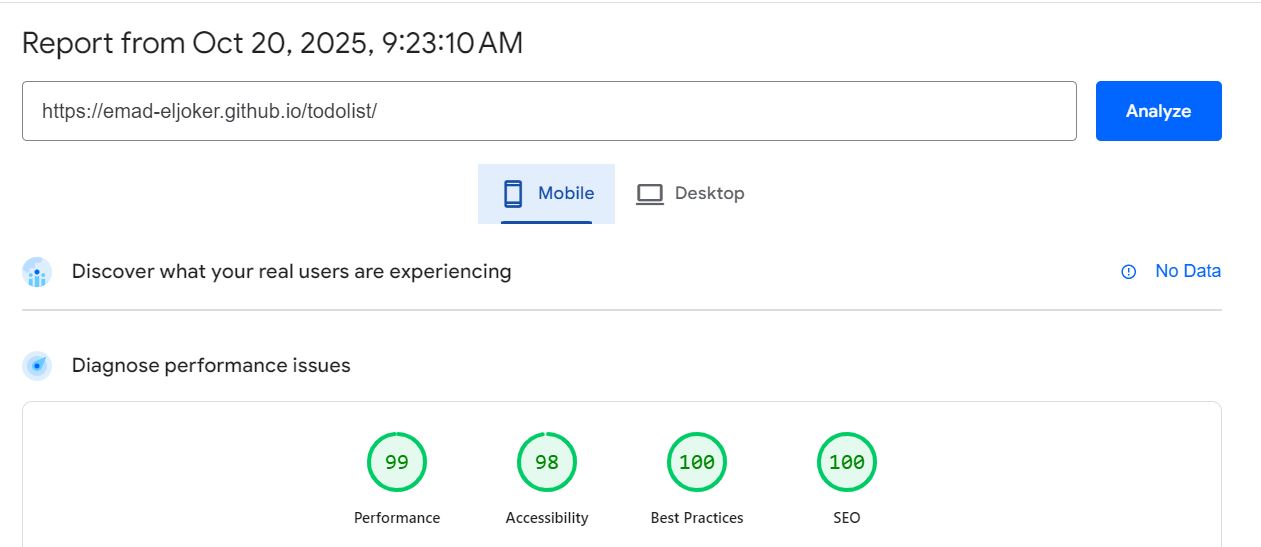 Report from Oct 20, 2025, 9:23:10 AM
https://emad-eljoker.github.io/todolist/
Analyze
Mobile
Desktop
Discover what your real users are experiencing
No Data
Diagnose performance issues
99
98
100
100
Performance
Accessibility
Best Practices
SEO